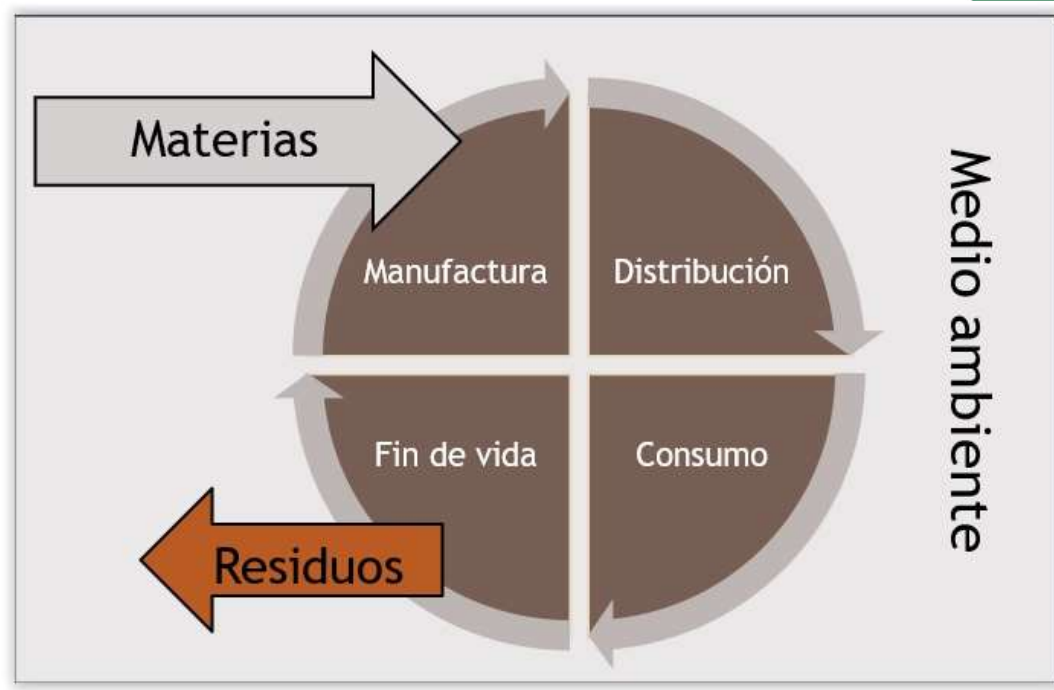 Materias
Manufactura
Distribución
Fin de vida
Consumo
Residuos
Medio ambiente